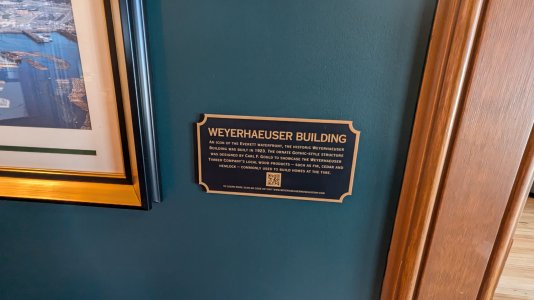 WEYERHAEUSER BUILDING
AN ICON OF THE EVERETT WATERFRONT, THE HISTORIC WEYERHAEUSER
BUILDING WAS BUILT IN 1923. THE ORNATE GOTHIC-STYLE STRUCTURE
WAS DESIGNED BY CARL F. GOULD TO SHOWCASE THE WEYERHAEUSER
TIMBER COMPANY'S LOCAL WOOD PRODUCTS – SUCH AS FIR, CEDAR AND
HEMLOCK – COMMONLY USED TO BUILD HOMES AT THE TIME.